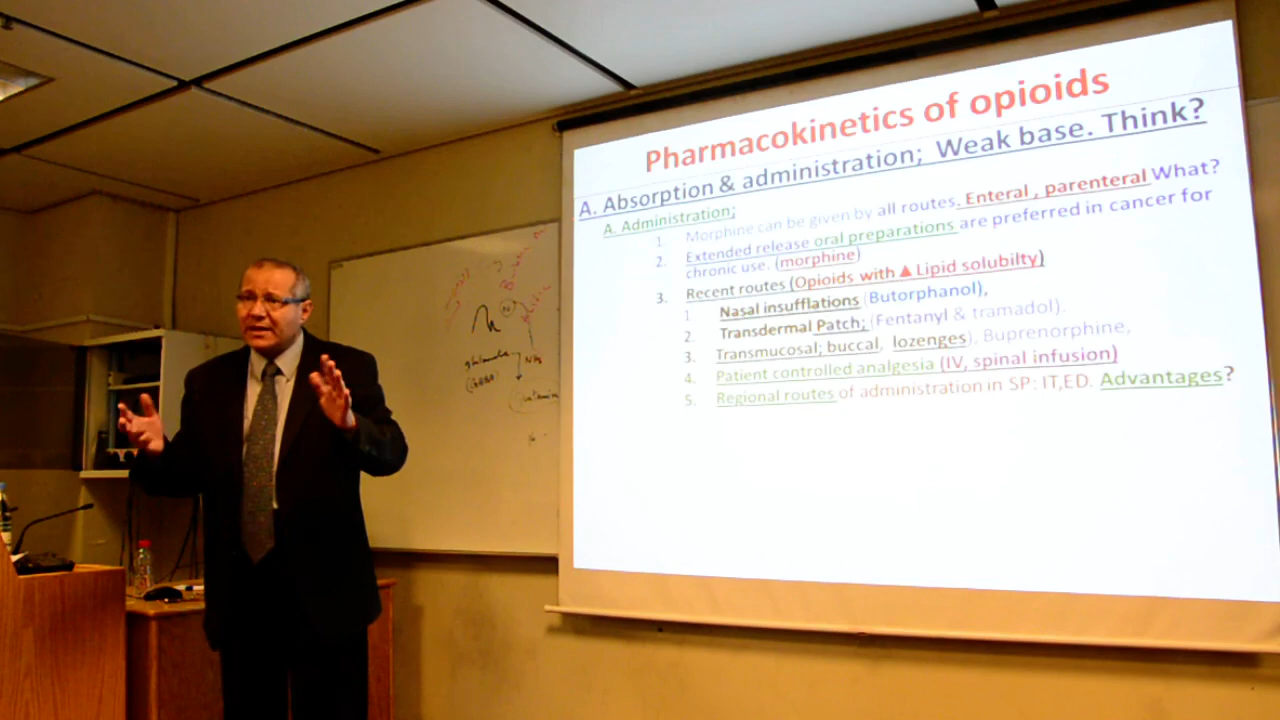 Pharmacokinetics of opioids
A. Absorption & administration; Weak base. Think?
A. Administration;
1. Morphine can be given by all routes. Enteral , parenteral What?
2. Extended release oral preparations are preferred in cancer for
chronic use. (morphine)
3. Recent routes (Opioids with ▲ Lipid solubilty)
1 Nasal insufflations (Butorphanol),
2. Transdermal Patch; (Fentanyl & tramadol).
3. Transmucosal; buccal, lozenges), Buprenorphine,
4. Patient controlled analgesia (IV, spinal infusion)
5. Regional routes of administration in SP: IT,ED. Advantages?
glutamate
(GABA)
NH₂